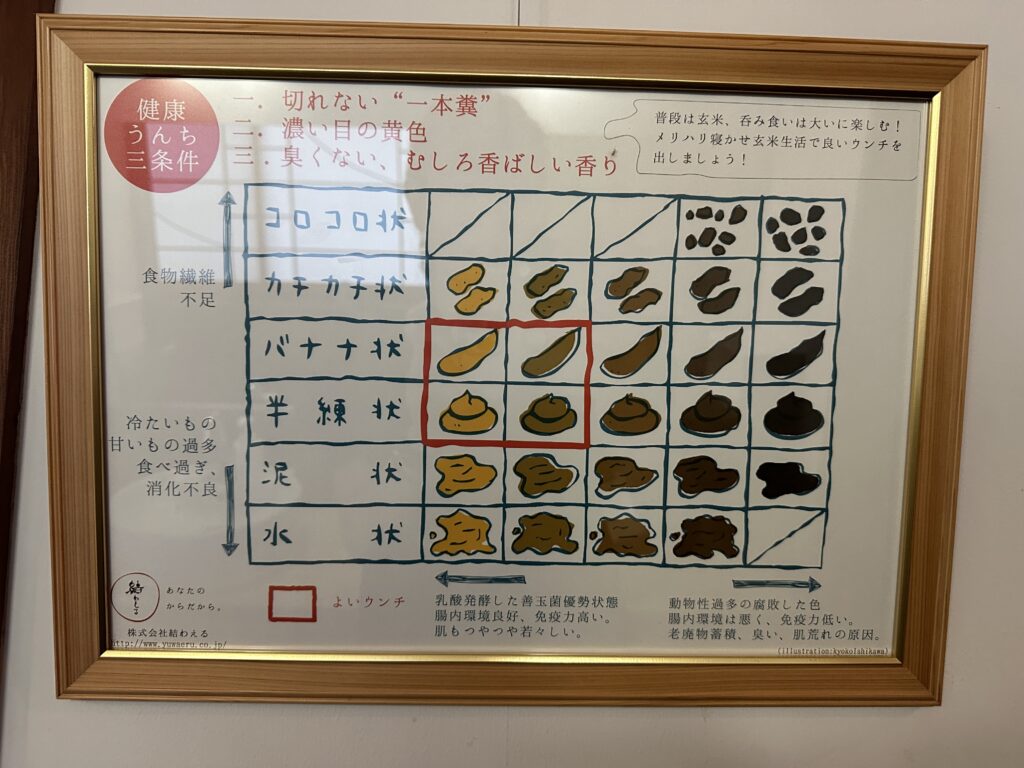 健康
うんち
三条件
一．切れない“一本糞”
二．濃い目の黄色
三．臭くない、むしろ香ばしい香り
普段は玄米、呑み食いは大いに楽しむ！
メリハリ寝かせ玄米生活で良いウンチを
出しましょう！
コロコロ状
カチカチ状
バナナ状
半練状
泥状
水状
食物繊維
不足
冷たいもの
甘いもの過多
食べ過ぎ、
消化不良
あなたの
からだから。
株式会社結わえる
http://www.yuwaeru.co.jp/
よいウンチ
乳酸発酵した善玉菌優勢状態
腸内環境良好、免疫力高い。
肌もつやつや若々しい。
動物性過多の腐敗した色
腸内環境は悪く、免疫力低い。
老廃物蓄積、臭い、肌荒れの原因。
(illustration:kyokoIshikawa)